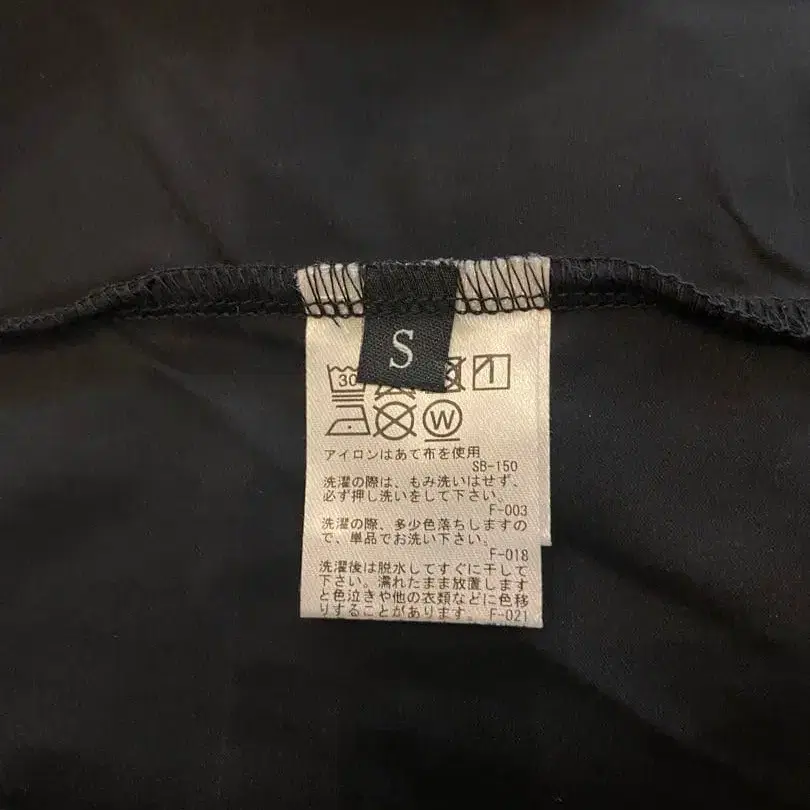 S
30
W
アイロンはあて布を使用
SB-150
洗濯の際は、もみ洗いはせず、
必ず押し洗いをして下さい。
F-003
洗濯の際、多少色落ちしますの
で、単品でお洗い下さい。
F-018
洗濯後は脱水してすぐに干して
下さい。濡れたまま放置します
と色泣きや他の衣類などに色移
りすることがあります。F-021